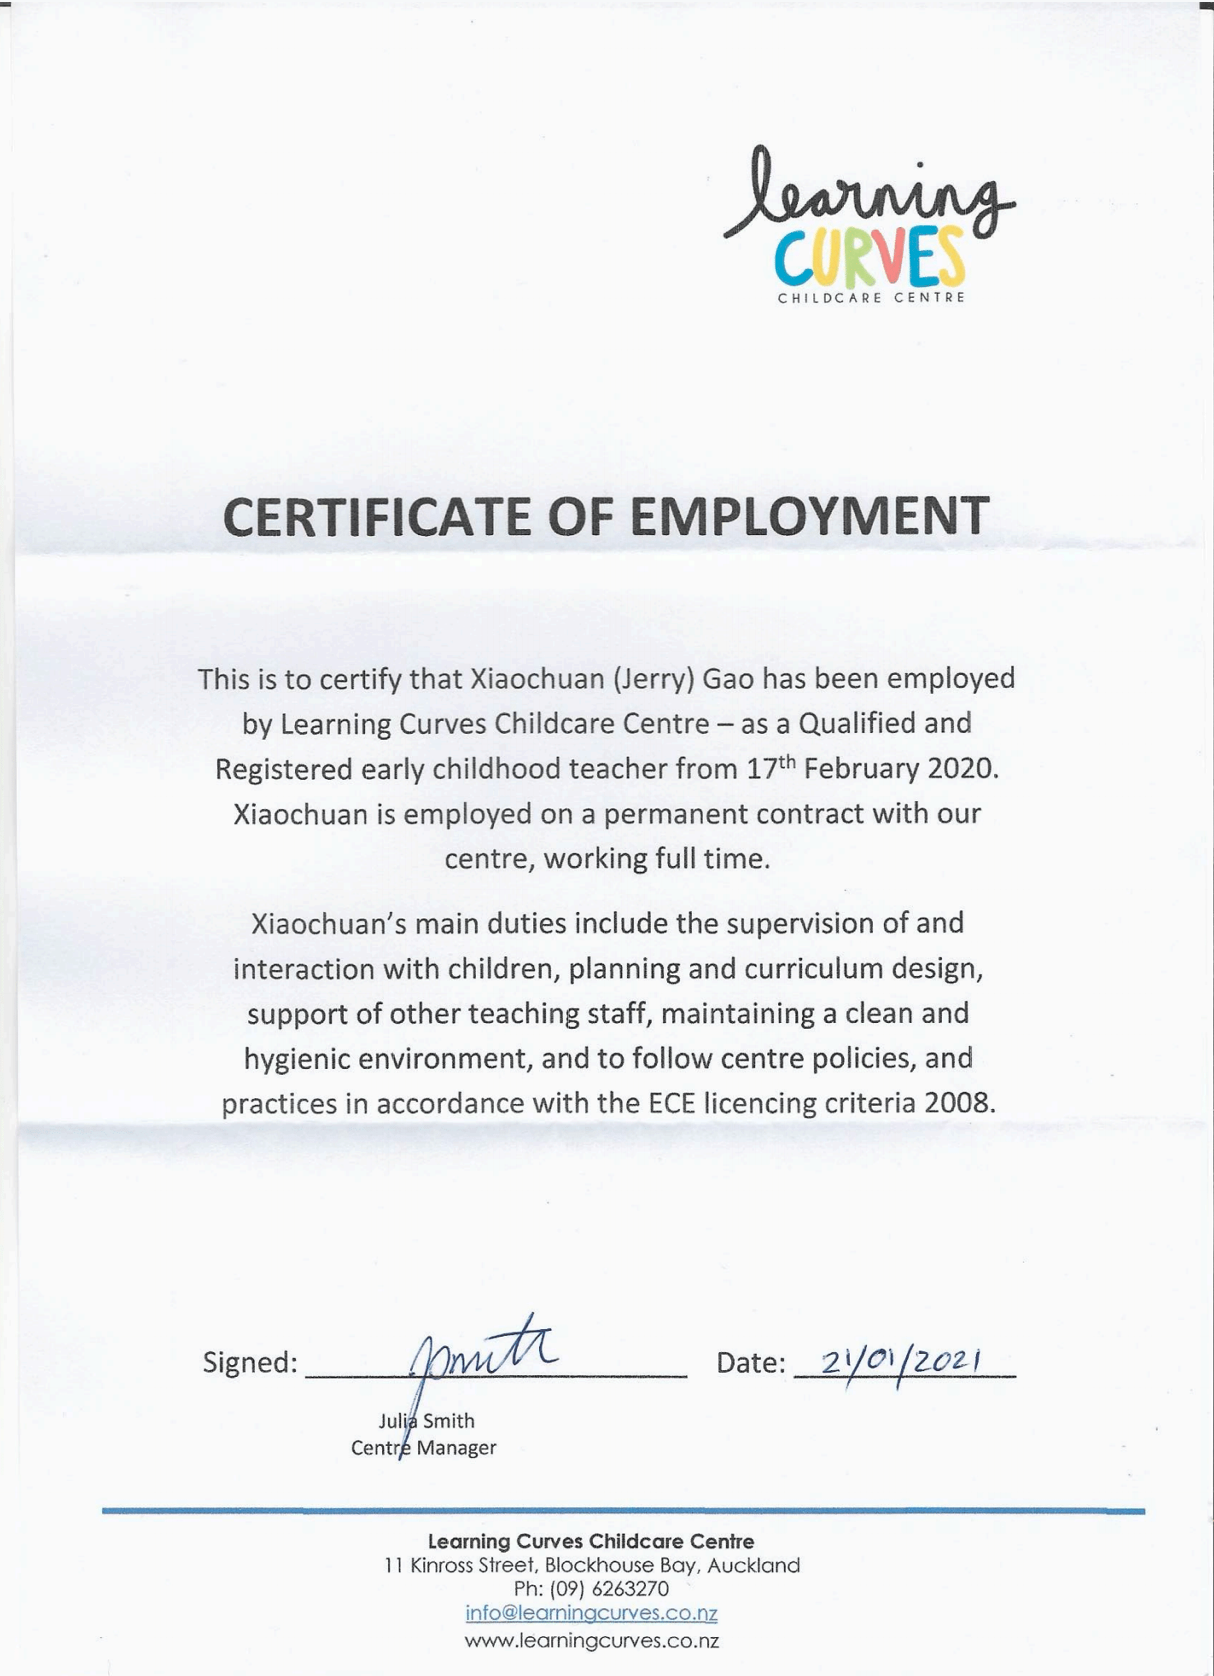 learning
CURVES
CHILDCARE CENTRE
CERTIFICATE OF EMPLOYMENT
This is to certify that Xiaochuan (Jerry) Gao has been employed
by Learning Curves Childcare Centre – as a Qualified and
Registered early childhood teacher from 17th February 2020.
Xiaochuan is employed on a permanent contract with our
centre, working full time.
Xiaochuan's main duties include the supervision of and
interaction with children, planning and curriculum design,
support of other teaching staff, maintaining a clean and
hygienic environment, and to follow centre policies, and
practices in accordance with the ECE licencing criteria 2008.
Signed: JSmith Date: 21/01/2021
Julia Smith
Centre Manager
Learning Curves Childcare Centre
11 Kinross Street, Blockhouse Bay, Auckland
Ph: (09) 6263270
info@learningcurves.co.nz
www.learningcurves.co.nz